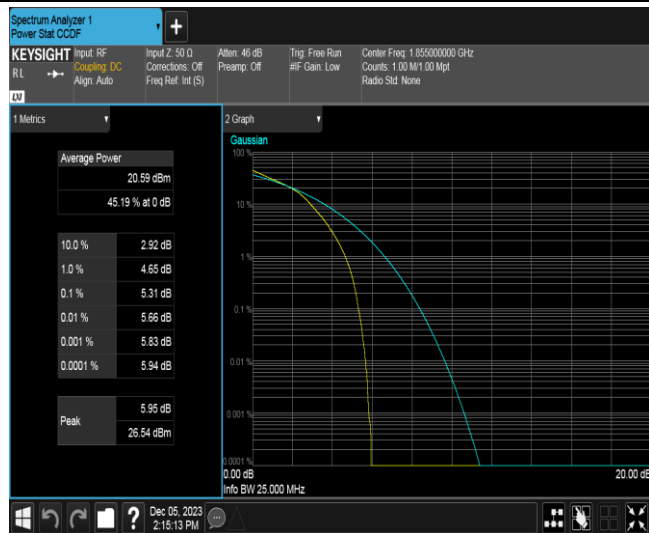 Spectrum Analyzer 1
Power Stat CCDF
KEYSIGHT
RL
Input: RF
Coupling: DC
Align: Auto
Input Z: 50 Ω
Corrections: Off
Freq Ref: Int (S)
Atten: 46 dB
Preamp: Off
Trig: Free Run
#IF Gain: Low
Center Freq: 1.855000000 GHz
Counts: 1.00 M/1.00 Mpt
Radio Std: None
1 Metrics
Average Power
20.59 dBm
45.19 % at 0 dB
10.0 % 2.92 dB
1.0 % 4.65 dB
0.1 % 5.31 dB
0.01 % 5.66 dB
0.001 % 5.83 dB
0.0001 % 5.94 dB
Peak
5.95 dB
26.54 dBm
2 Graph
Gaussian
100 %
10 %
1 %
0.1 %
0.01 %
0.001 %
0.0001 %
0.00 dB 20.00 dB
Info BW 25.000 MHz
Dec 05, 2023
2:15:13 PM